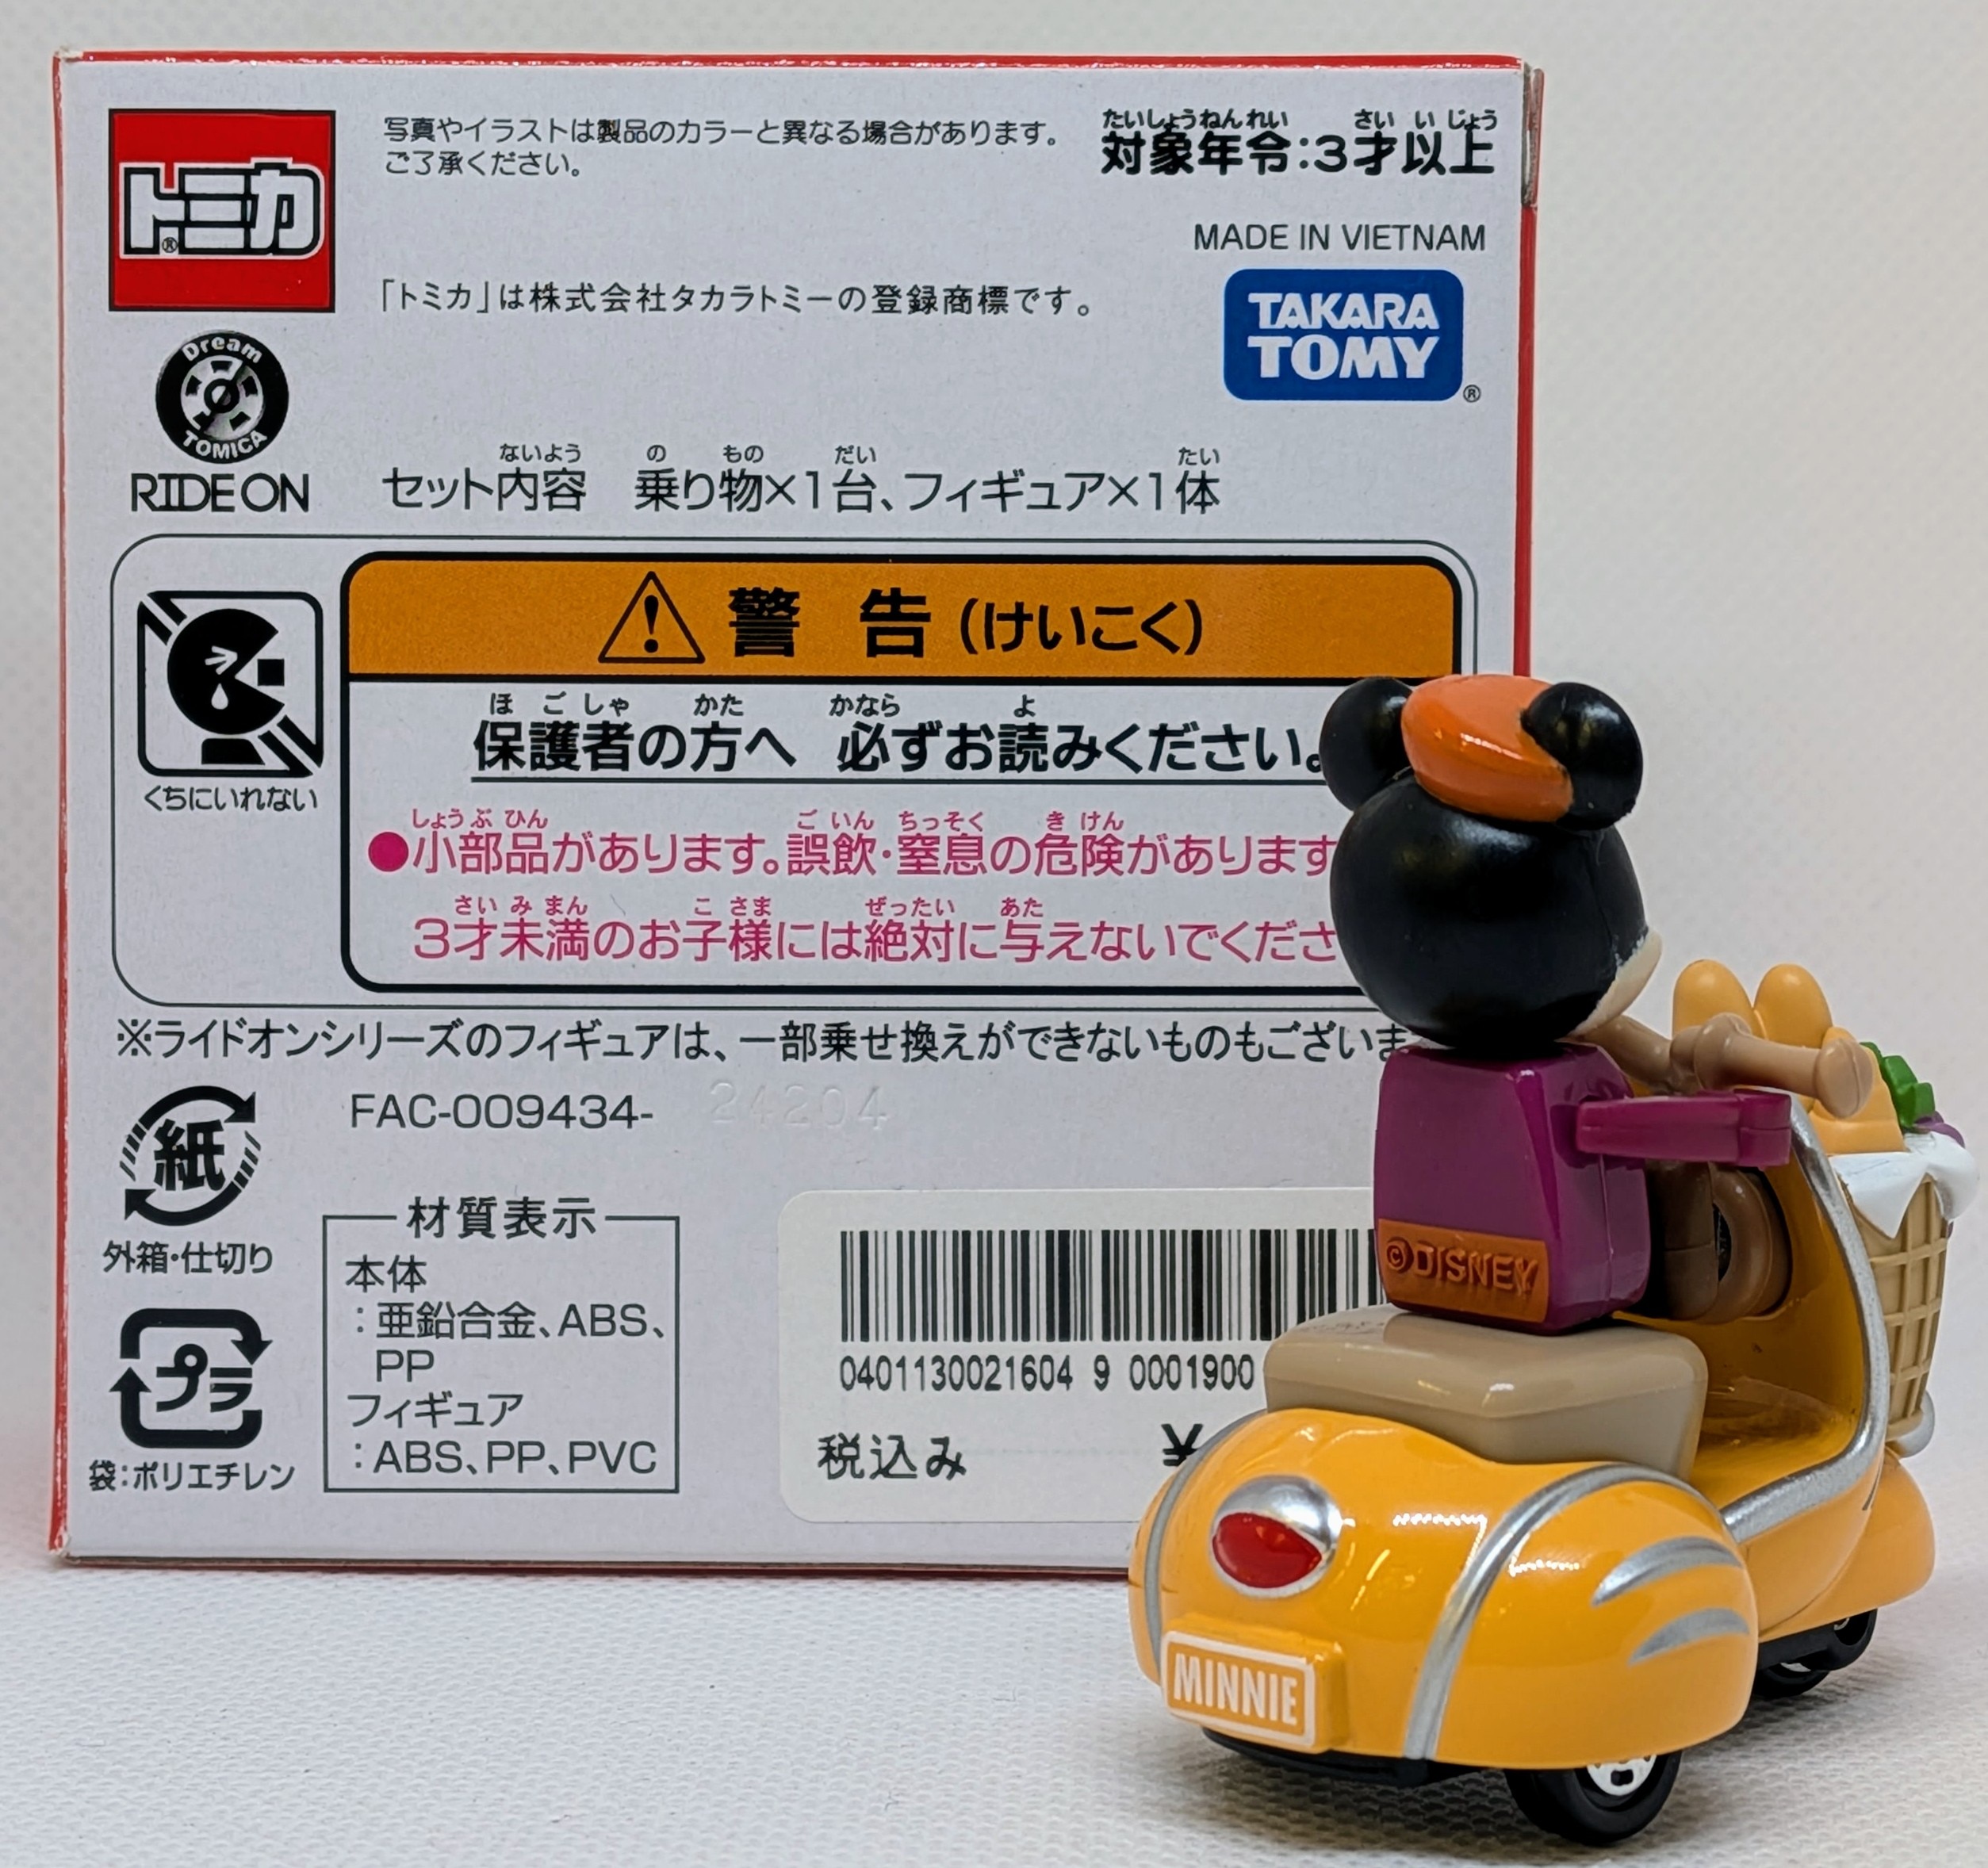 トミカ®
写真やイラストは製品のカラーと異なる場合があります。
ご了承ください。
たいしょうねんれい さい い じょう
対象年令:3才以上
MADE IN VIETNAM
「トミカ」は株式会社タカラトミーの登録商標です。
TAKARA
TOMY®
Dream
TOMICA
RIDE ON
ないよう の もの だい たい
セット内容 乗り物×1台、フィギュア×1体
警告(けいこく)
ほ ご しゃ かた かなら よ
保護者の方へ 必ずお読みください。
くちにいれない
しょうぶ ひん ご いん ちっそく き けん
●小部品があります。誤飲・窒息の危険があります
さい み まん こ さま ぜったい あた
3才未満のお子様には絶対に与えないでくださ
※ライドオンシリーズのフィギュアは、一部乗せ換えができないものもございま
FAC-009434- 24204
紙
外箱・仕切り
プラ
袋:ポリエチレン
材質表示
本体
:亜鉛合金、ABS、
PP
フィギュア
:ABS、PP、PVC
0401130021604 9 0001900
税込み ¥
©DISNEY
MINNIE